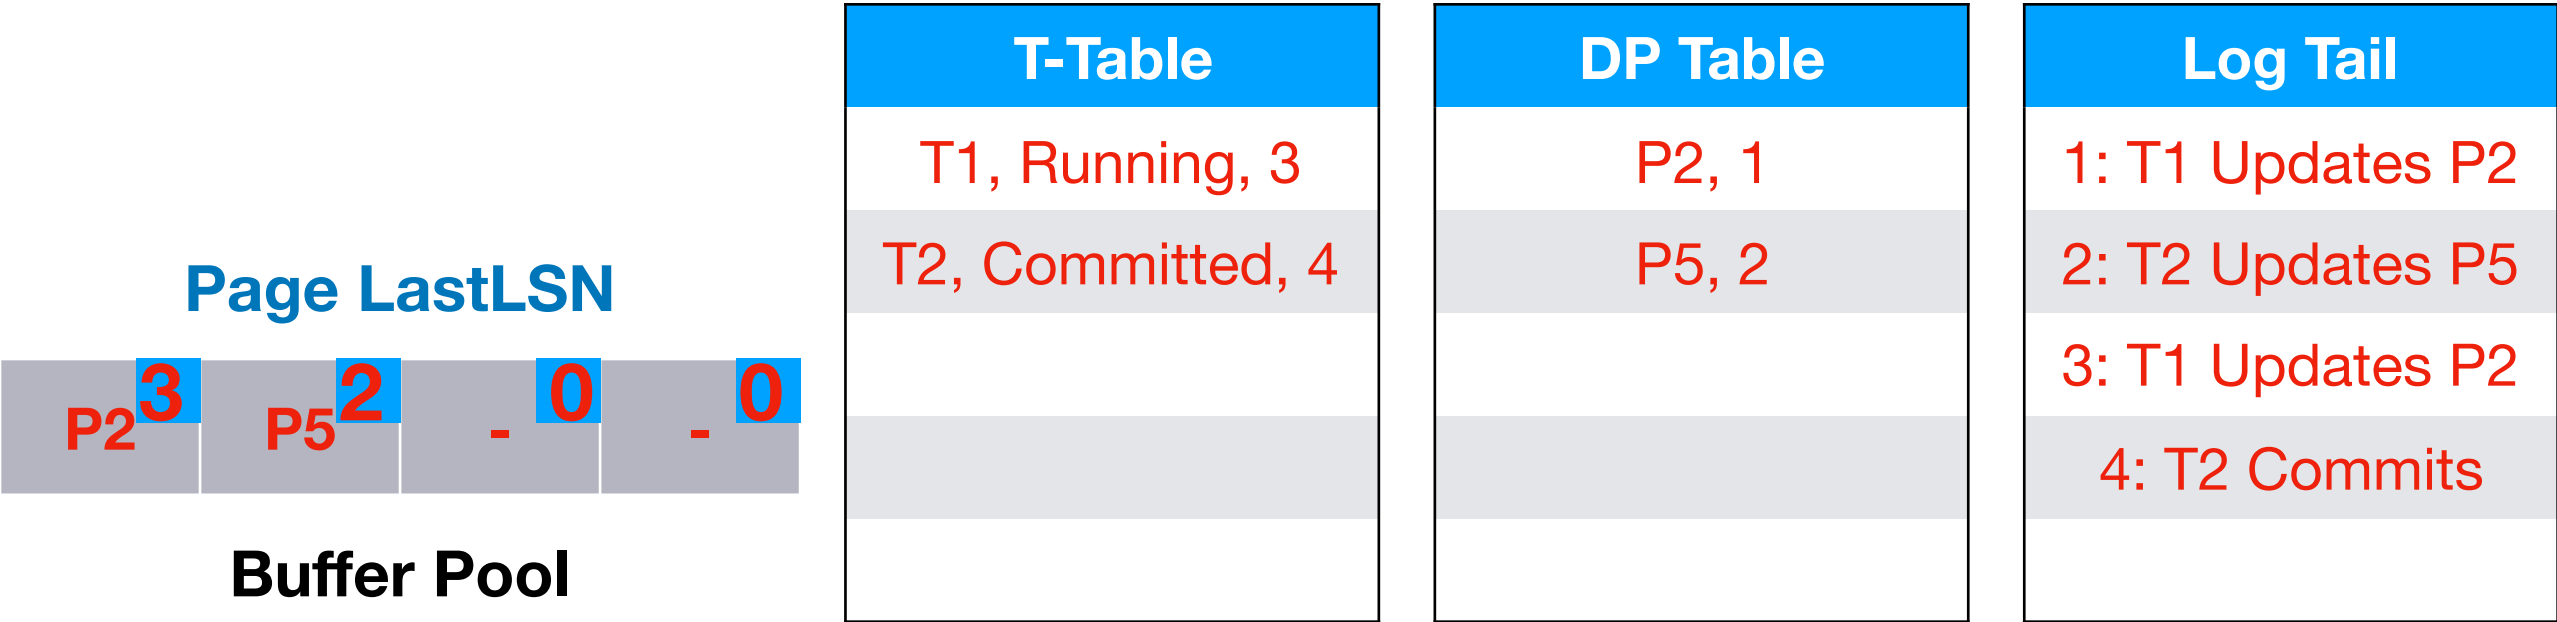 Page LastLSN
P2 3 P5 2 - 0 - 0
Buffer Pool
T-Table
T1, Running, 3
T2, Committed, 4
DP Table
P2, 1
P5, 2
Log Tail
1: T1 Updates P2
2: T2 Updates P5
3: T1 Updates P2
4: T2 Commits